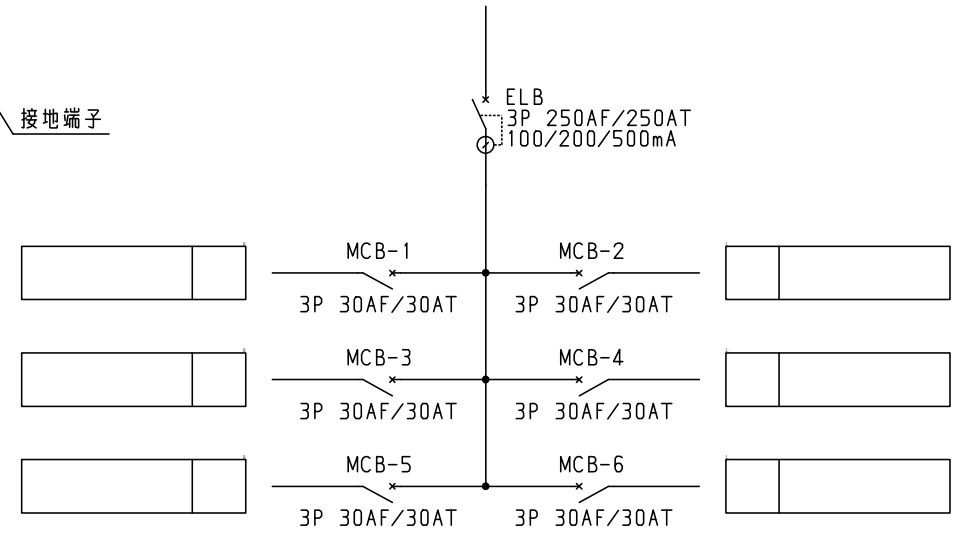 ELB
接地端子
3P 250AF/250AT
100/200/500mA
MCB-1
MCB-2
3P 30AF/30AT
3P 30AF/30AT
MCB-3
MCB-4
3P 30AF/30AT
3P 30AF/30AT
MCB-5
MCB-6
3P 30AF/30AT
3P 30AF/30AT